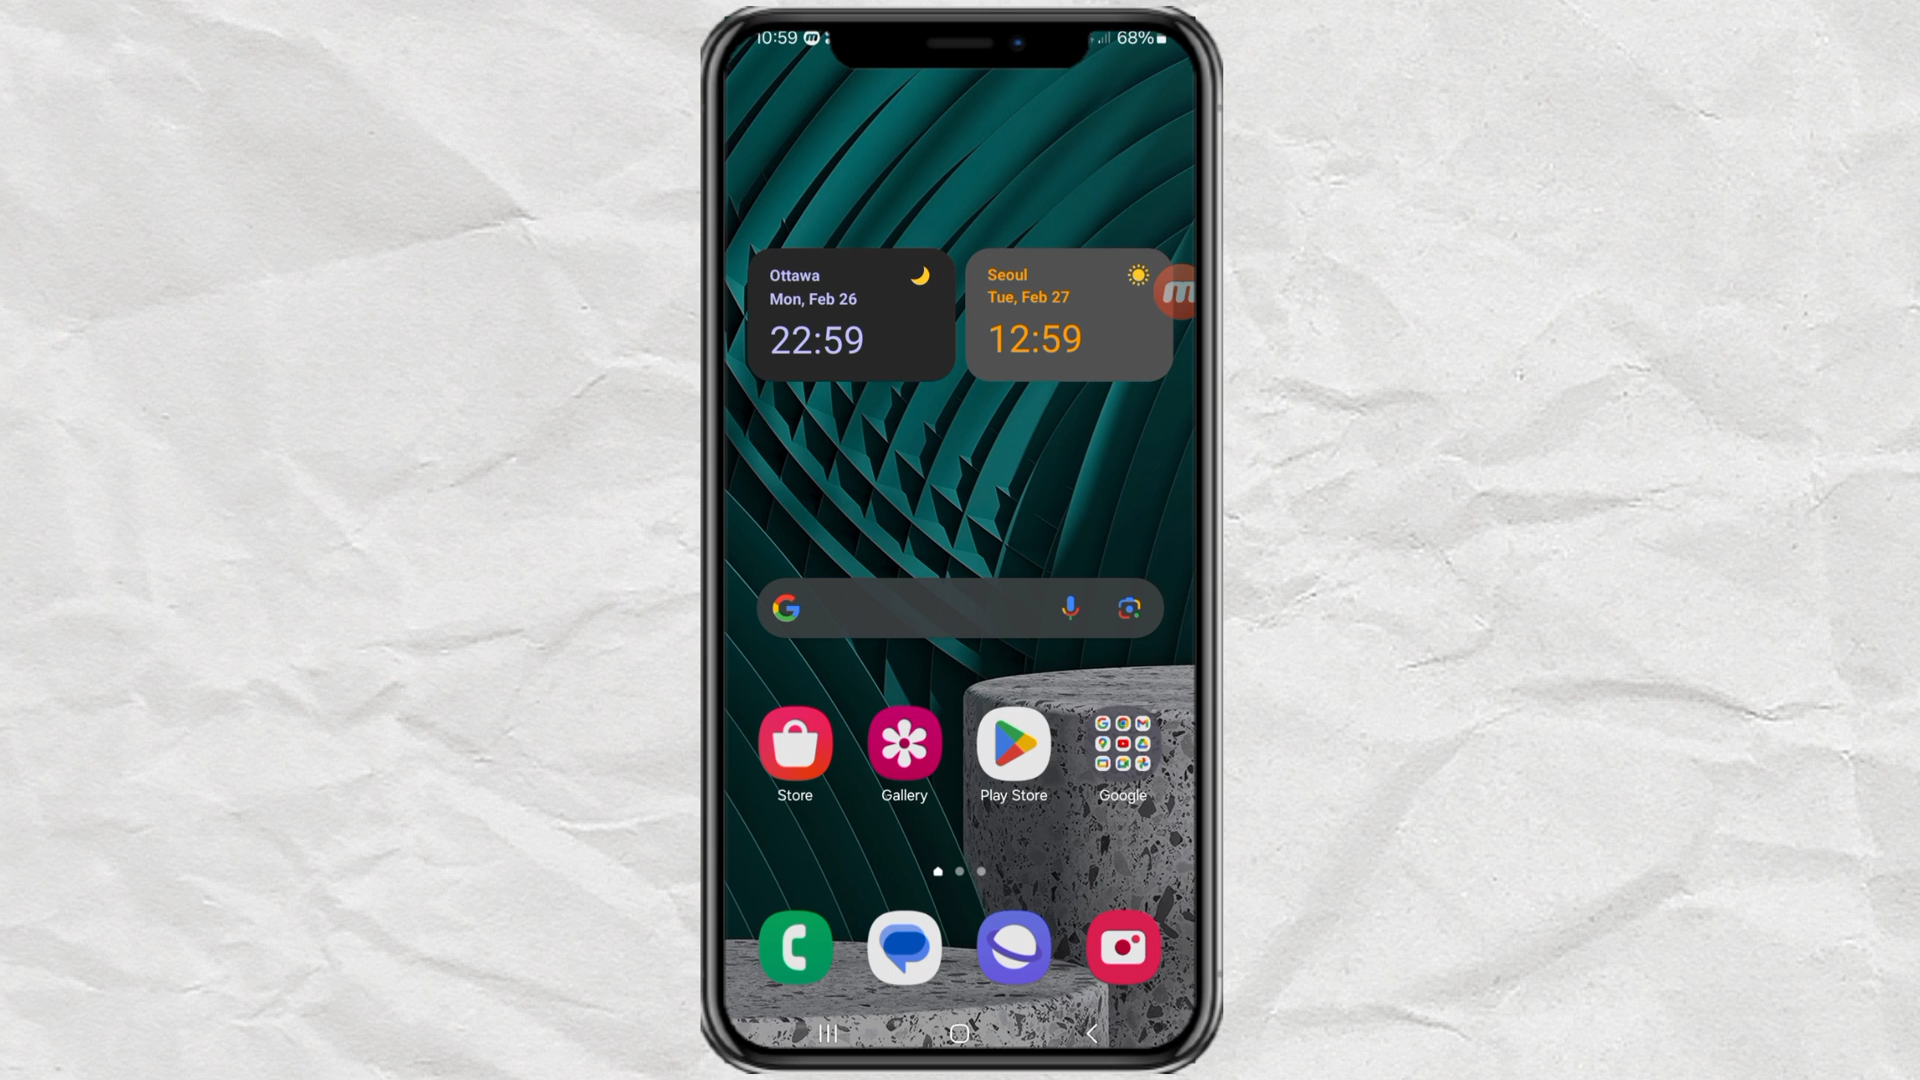 10:59
68%
Ottawa
Mon, Feb 26
22:59
Seoul
Tue, Feb 27
12:59
Store
Gallery
Play Store
Google